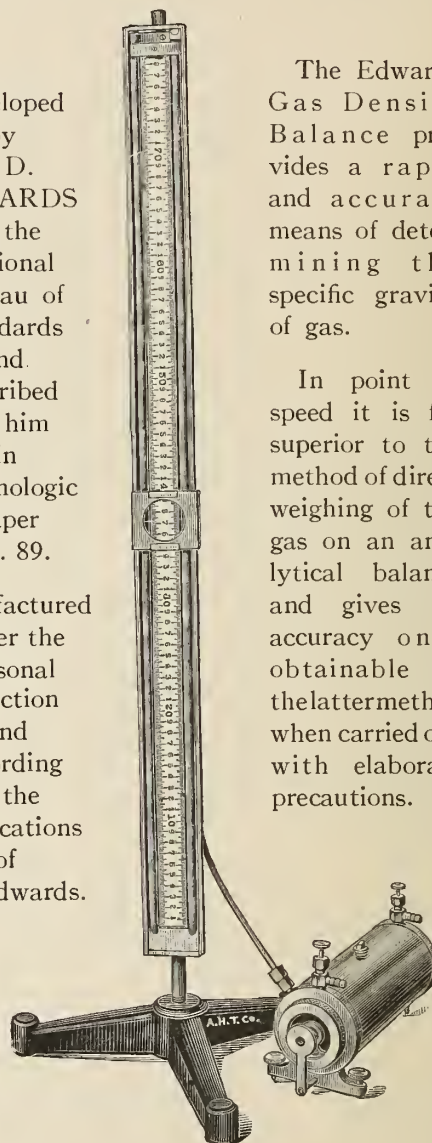 loped
y
D.
ARDS
the
ional
au of
dards
nd
ribed
him
n
nologic
per
. 89.
factured
er the
sonal
ction
nd
rding
the
cations
of
dwards.
The Edwar
Gas Densi
Balance pr
vides a rap
and accura
means of dete
mining th
specific gravi
of gas.
In point
speed it is f
superior to t
method of dire
weighing of t
gas on an an
lytical balan
and gives
accuracy on
obtainable
thelattermeth
when carried o
with elabora
precautions.
A.H.T. Co.